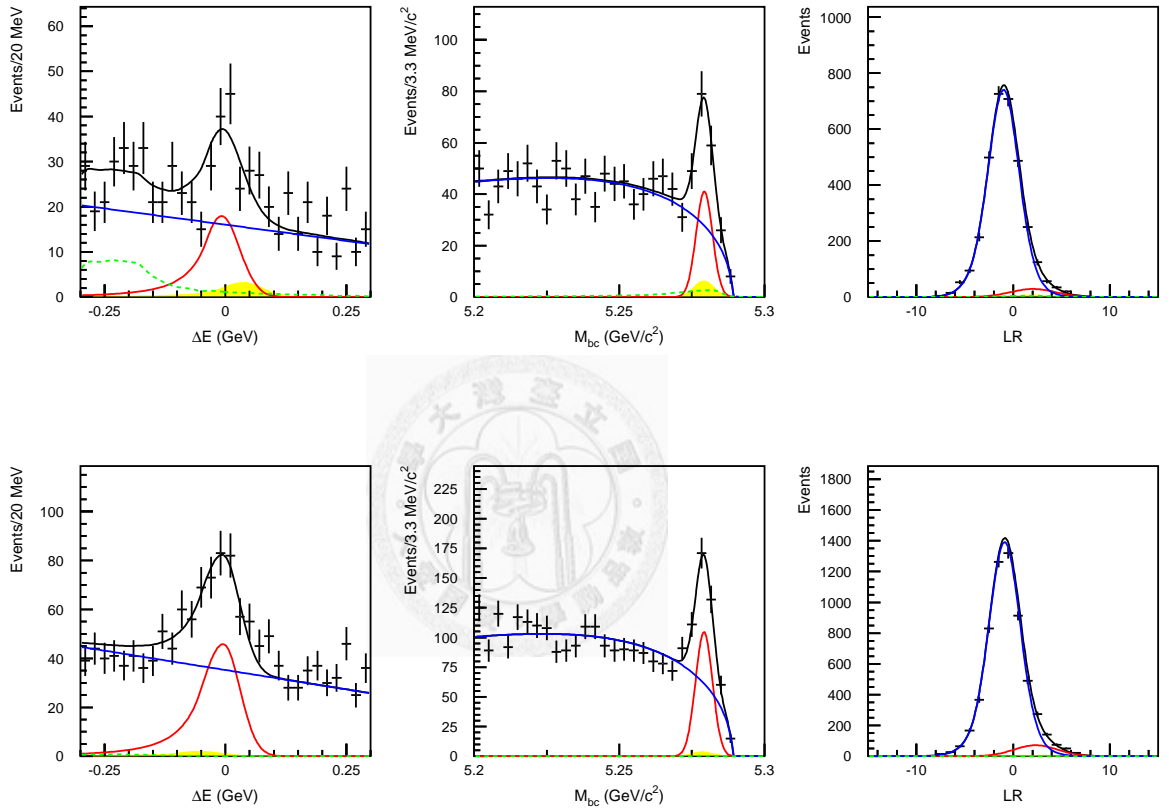 Events/20 MeV
60
50
40
30
20
10
0
-0.25 0 0.25
ΔE (GeV)
Events/3.3 MeV/c²
100
80
60
40
20
0
5.2 5.25 5.3
M_bc (GeV/c²)
Events
1000
800
600
400
200
0
-10 0 10
LR
Events/20 MeV
100
80
60
40
20
0
-0.25 0 0.25
ΔE (GeV)
Events/3.3 MeV/c²
225
200
175
150
125
100
75
50
25
0
5.2 5.25 5.3
M_bc (GeV/c²)
Events
1800
1600
1400
1200
1000
800
600
400
200
0
-10 0 10
LR